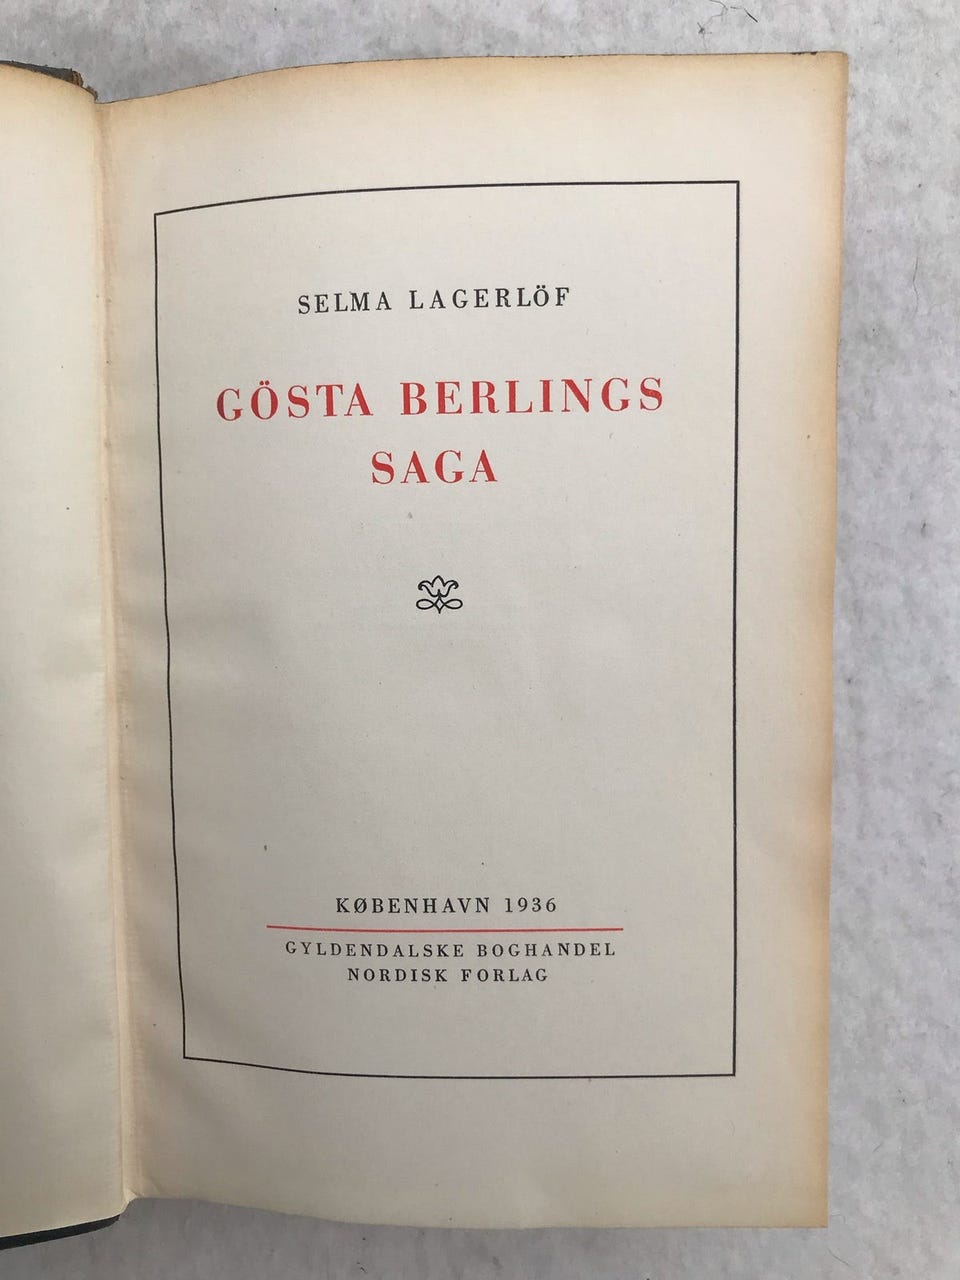 SELMA LAGERLÖF
GÖSTA BERLINGS
SAGA
KØBENHAVN 1936
GYLDENDALSKE BOGHANDEL
NORDISK FORLAG